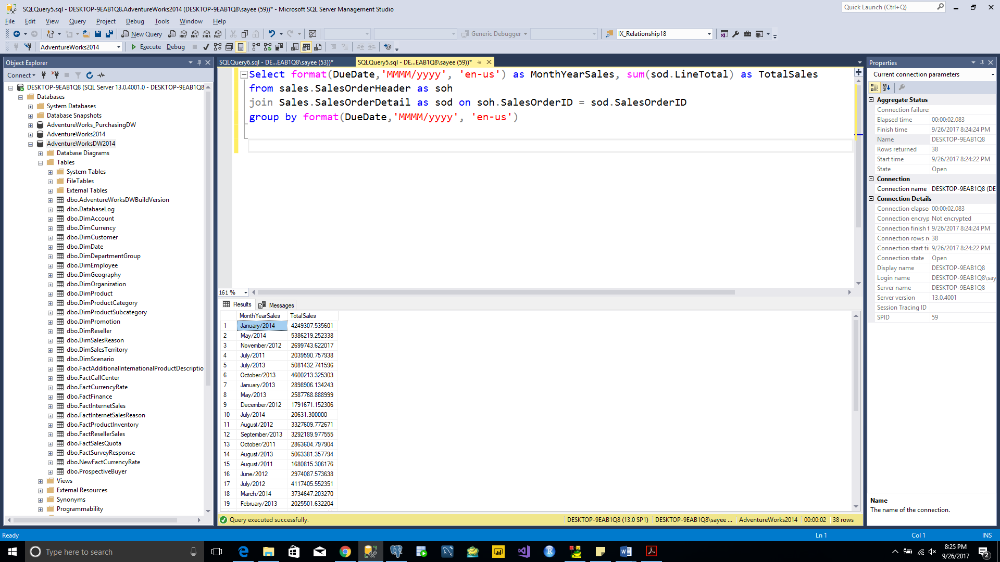 SQLQuery5.sql - DESKTOP-9EAB1Q8.AdventureWorks2014 (DESKTOP-9EAB1Q8\sayee (59))* - Microsoft SQL Server Management Studio
Quick Launch (Ctrl+Q)
File Edit View Query Project Debug Tools Window Help
New Query
MDX DMX XMLA DAX
Generic Debugger
IX_Relationship18
AdventureWorks2014
Execute Debug
Object Explorer
Connect
DESKTOP-9EAB1Q8 (SQL Server 13.0.4001.0 - DESKTOP-9EAB1Q8
Databases
System Databases
Database Snapshots
AdventureWorks_PurchasingDW
AdventureWorks2014
AdventureWorksDW2014
Database Diagrams
Tables
System Tables
FileTables
External Tables
dbo.AdventureWorksDWBuildVersion
dbo.DatabaseLog
dbo.DimAccount
dbo.DimCurrency
dbo.DimCustomer
dbo.DimDate
dbo.DimDepartmentGroup
dbo.DimEmployee
dbo.DimGeography
dbo.DimOrganization
dbo.DimProduct
dbo.DimProductCategory
dbo.DimProductSubcategory
dbo.DimPromotion
dbo.DimReseller
dbo.DimSalesReason
dbo.DimSalesTerritory
dbo.DimScenario
dbo.FactAdditionalInternationalProductDescriptio
dbo.FactCallCenter
dbo.FactCurrencyRate
dbo.FactFinance
dbo.FactInternetSales
dbo.FactInternetSalesReason
dbo.FactProductInventory
dbo.FactResellerSales
dbo.FactSalesQuota
dbo.FactSurveyResponse
dbo.NewFactCurrencyRate
dbo.ProspectiveBuyer
Views
External Resources
Synonyms
Programmability
SQLQuery6.sql - DE...EAB1Q8\sayee (53))*
SQLQuery5.sql - DE...EAB1Q8\sayee (59))*
Select format(DueDate,'MMMM/yyyy', 'en-us') as MonthYearSales, sum(sod.LineTotal) as TotalSales
from sales.SalesOrderHeader as soh
join Sales.SalesOrderDetail as sod on soh.SalesOrderID = sod.SalesOrderID
group by format(DueDate,'MMMM/yyyy', 'en-us')
161 %
Results Messages
MonthYearSales TotalSales
1 January/2014 4249307.535601
2 May/2014 5386219.252338
3 November/2012 2699743.622017
4 July/2011 2039590.757938
5 July/2013 5081432.741596
6 October/2013 4600213.325303
7 January/2013 2898906.134243
8 May/2013 2587768.888999
9 December/2012 1791671.152306
10 July/2014 20631.300000
11 August/2012 3327609.772671
12 September/2013 3292189.977555
13 October/2011 2863604.797904
14 August/2013 5063381.357794
15 August/2011 1680815.306176
16 June/2012 2974087.573638
17 July/2012 4117405.552351
18 March/2014 3734647.203270
19 February/2013 2025501.632204
Query executed successfully.
DESKTOP-9EAB1Q8 (13.0 SP1) DESKTOP-9EAB1Q8\sayee ... AdventureWorks2014 00:00:02 38 rows
Properties
Current connection parameters
Aggregate Status
Connection failures
Elapsed time 00:00:02.083
Finish time 9/26/2017 8:24:24 PM
Name DESKTOP-9EAB1Q8
Rows returned 38
Start time 9/26/2017 8:24:22 PM
State Open
Connection
Connection name DESKTOP-9EAB1Q8 (DE
Connection Details
Connection elapse 00:00:02.083
Connection encryp Not encrypted
Connection finish t 9/26/2017 8:24:24 PM
Connection rows re 38
Connection start ti 9/26/2017 8:24:22 PM
Connection state Open
Display name DESKTOP-9EAB1Q8
Login name DESKTOP-9EAB1Q8\say
Server name DESKTOP-9EAB1Q8
Server version 13.0.4001
Session Tracing ID
SPID 59
Name
The name of the connection.
Ready
Ln 1 Col 1 INS
Type here to search
8:25 PM
9/26/2017
2